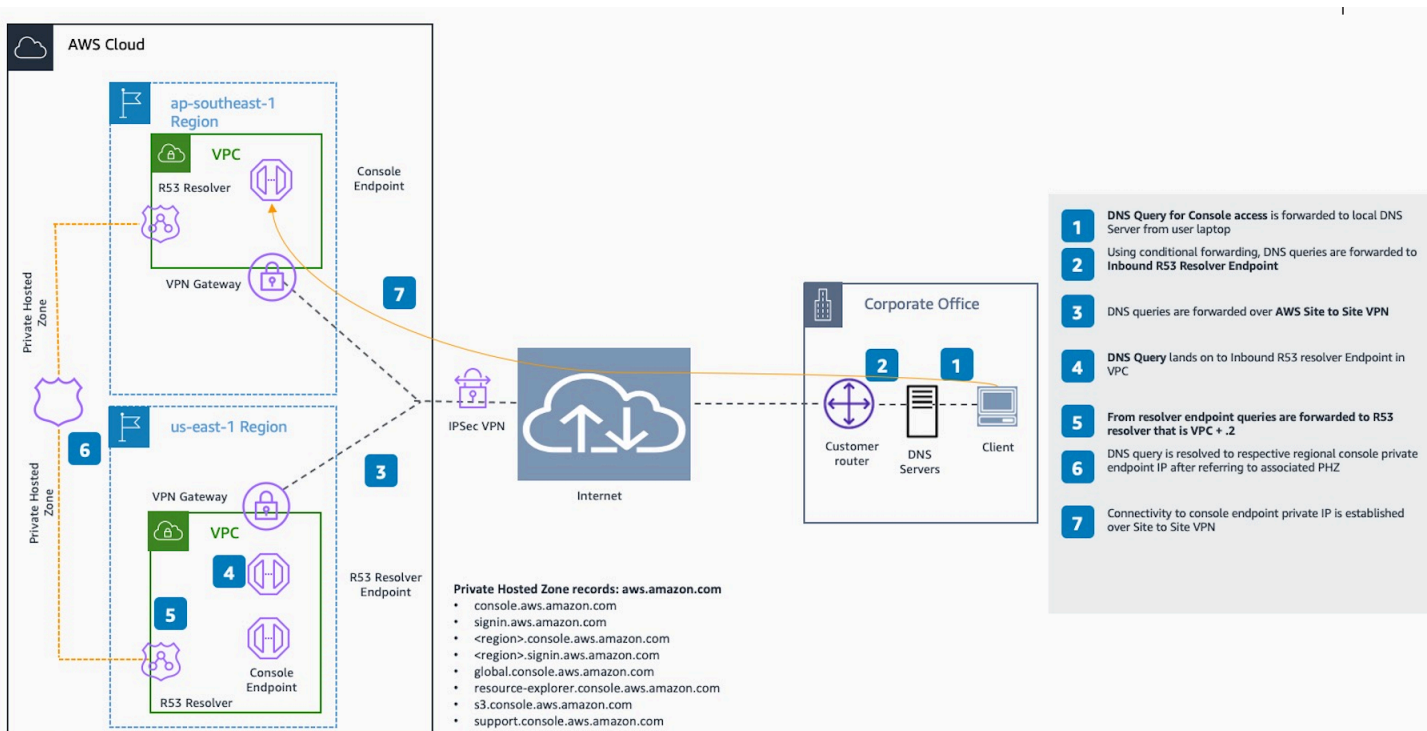 AWS Cloud
ap-southeast-1
Region
VPC
R53 Resolver
Console
Endpoint
VPN Gateway
Private Hosted
Zone
7
Private Hosted
Zone
6
us-east-1 Region
VPN Gateway
VPC
4
5
R53 Resolver
Endpoint
Console
Endpoint
R53 Resolver
3
IPSec VPN
Internet
Corporate Office
2
1
Customer
router
DNS
Servers
Client
Private Hosted Zone records: aws.amazon.com
• console.aws.amazon.com
• signin.aws.amazon.com
• <region>.console.aws.amazon.com
• <region>.signin.aws.amazon.com
• global.console.aws.amazon.com
• resource-explorer.console.aws.amazon.com
• s3.console.aws.amazon.com
• support.console.aws.amazon.com
1
DNS Query for Console access is forwarded to local DNS
Server from user laptop
2
Using conditional forwarding, DNS queries are forwarded to
Inbound R53 Resolver Endpoint
3
DNS queries are forwarded over AWS Site to Site VPN
4
DNS Query lands on to Inbound R53 resolver Endpoint in
VPC
5
From resolver endpoint queries are forwarded to R53
resolver that is VPC + .2
6
DNS query is resolved to respective regional console private
endpoint IP after referring to associated PHZ
7
Connectivity to console endpoint private IP is established
over Site to Site VPN